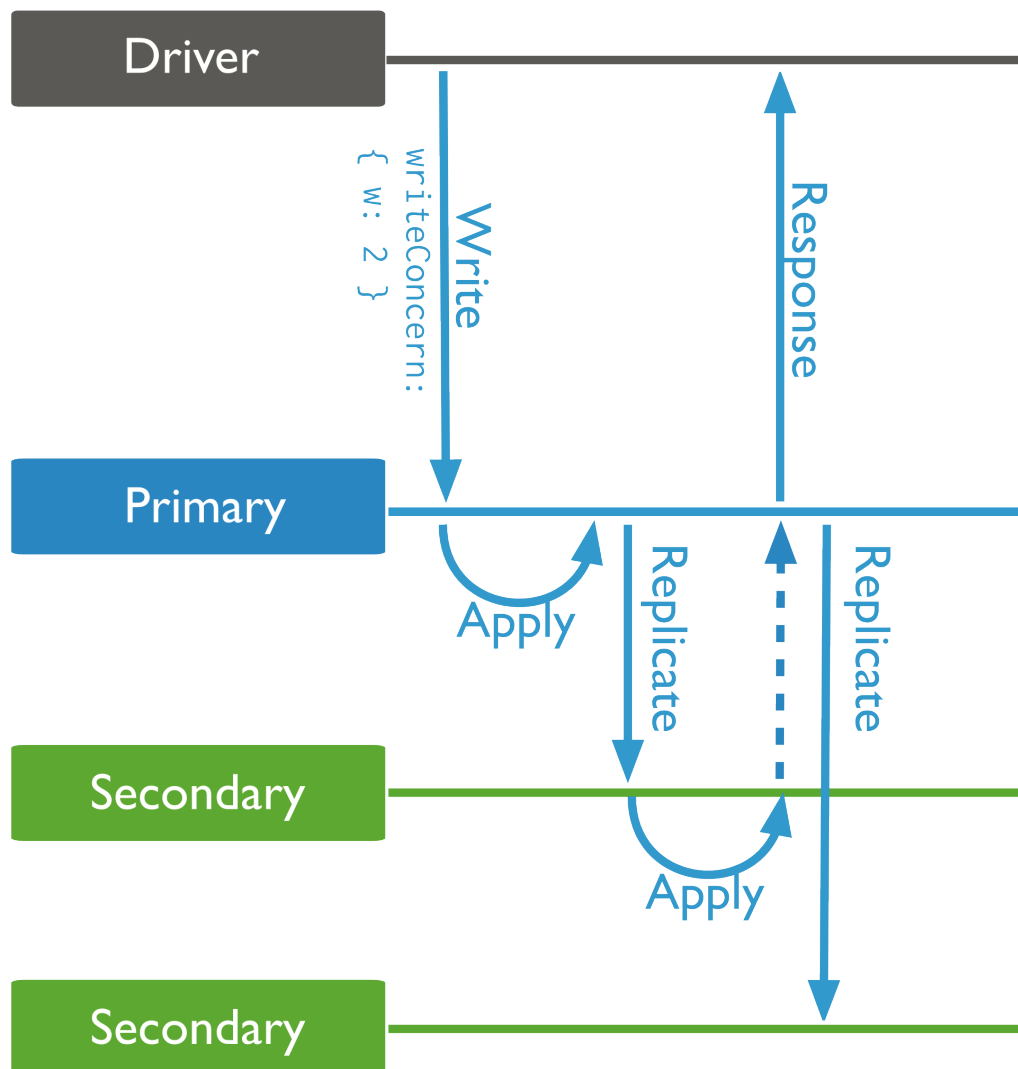 Driver
writeConcern:
{ w: 2 }
Write
Response
Primary
Apply
Replicate
Replicate
Secondary
Apply
Secondary